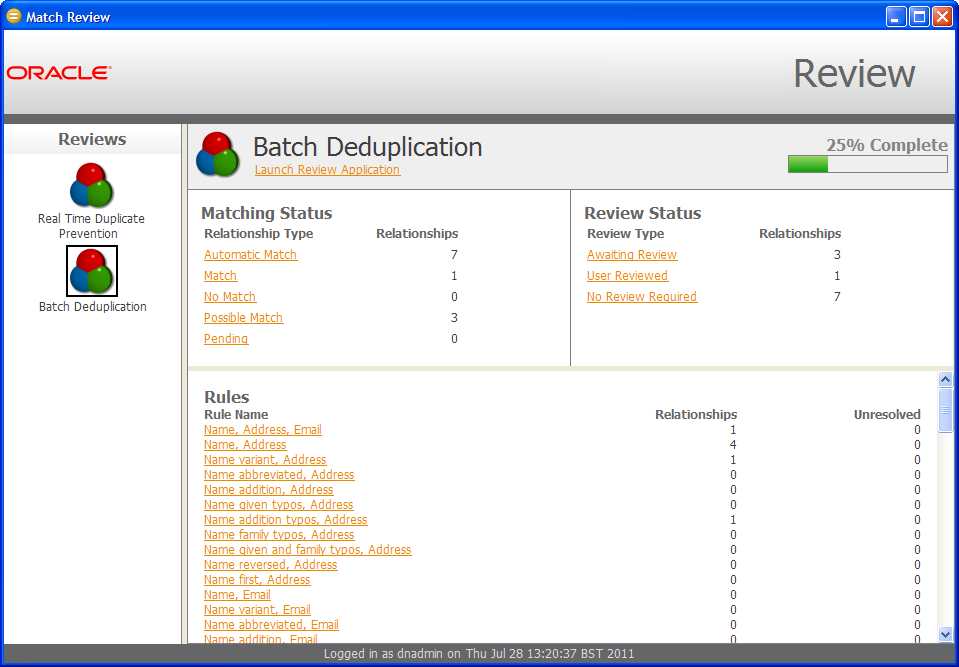 Match Review
ORACLE
Review
Reviews
Real Time Duplicate
Prevention
Batch Deduplication
Batch Deduplication
Launch Review Application
25% Complete
Matching Status
Relationship Type Relationships
Automatic Match 7
Match 1
No Match 0
Possible Match 3
Pending 0
Review Status
Review Type Relationships
Awaiting Review 3
User Reviewed 1
No Review Required 7
Rules
Rule Name Relationships Unresolved
Name, Address, Email 1 0
Name, Address 4 0
Name variant, Address 1 0
Name abbreviated, Address 0 0
Name addition, Address 0 0
Name given typos, Address 0 0
Name addition typos, Address 1 0
Name family typos, Address 0 0
Name given and family typos, Address 0 0
Name reversed, Address 0 0
Name first, Address 0 0
Name, Email 0 0
Name variant, Email 0 0
Name abbreviated, Email 0 0
Name addition, Email 0 0
Logged in as dnadmin on Thu Jul 28 13:20:37 BST 2011